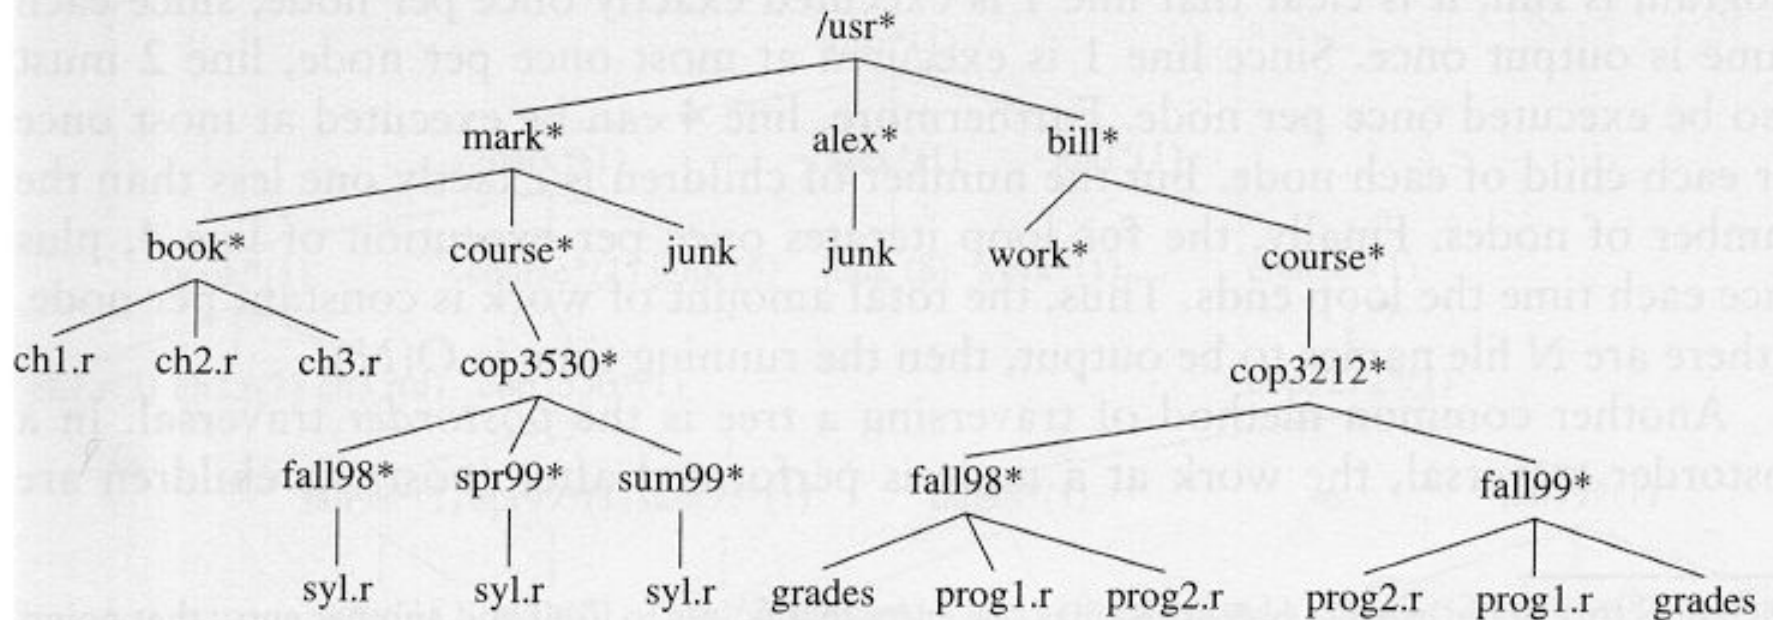 /usr*
mark* alex* bill*
book* course* junk junk work* course*
ch1.r ch2.r ch3.r cop3530* cop3212*
fall98* spr99* sum99* fall98* fall99*
syl.r syl.r syl.r grades prog1.r prog2.r prog2.r prog1.r grades